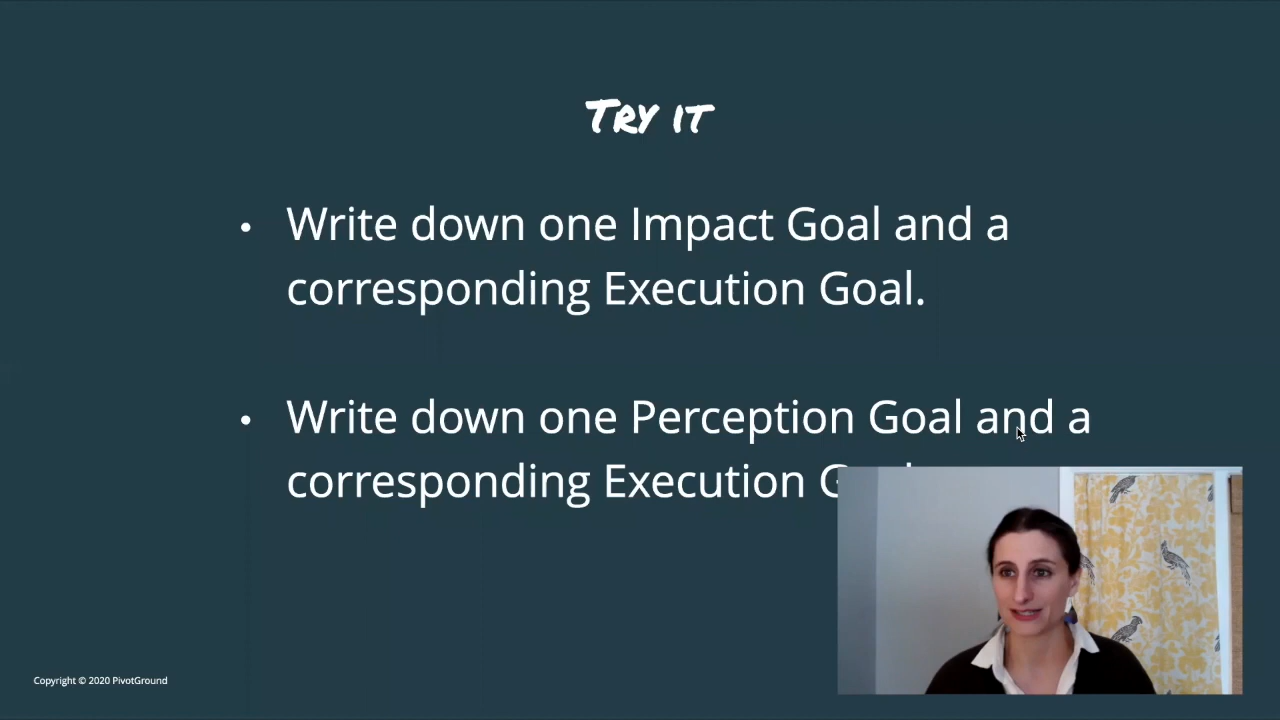 Try it
• Write down one Impact Goal and a
corresponding Execution Goal.
• Write down one Perception Goal and a
corresponding Execution
Copyright © 2020 PivotGround